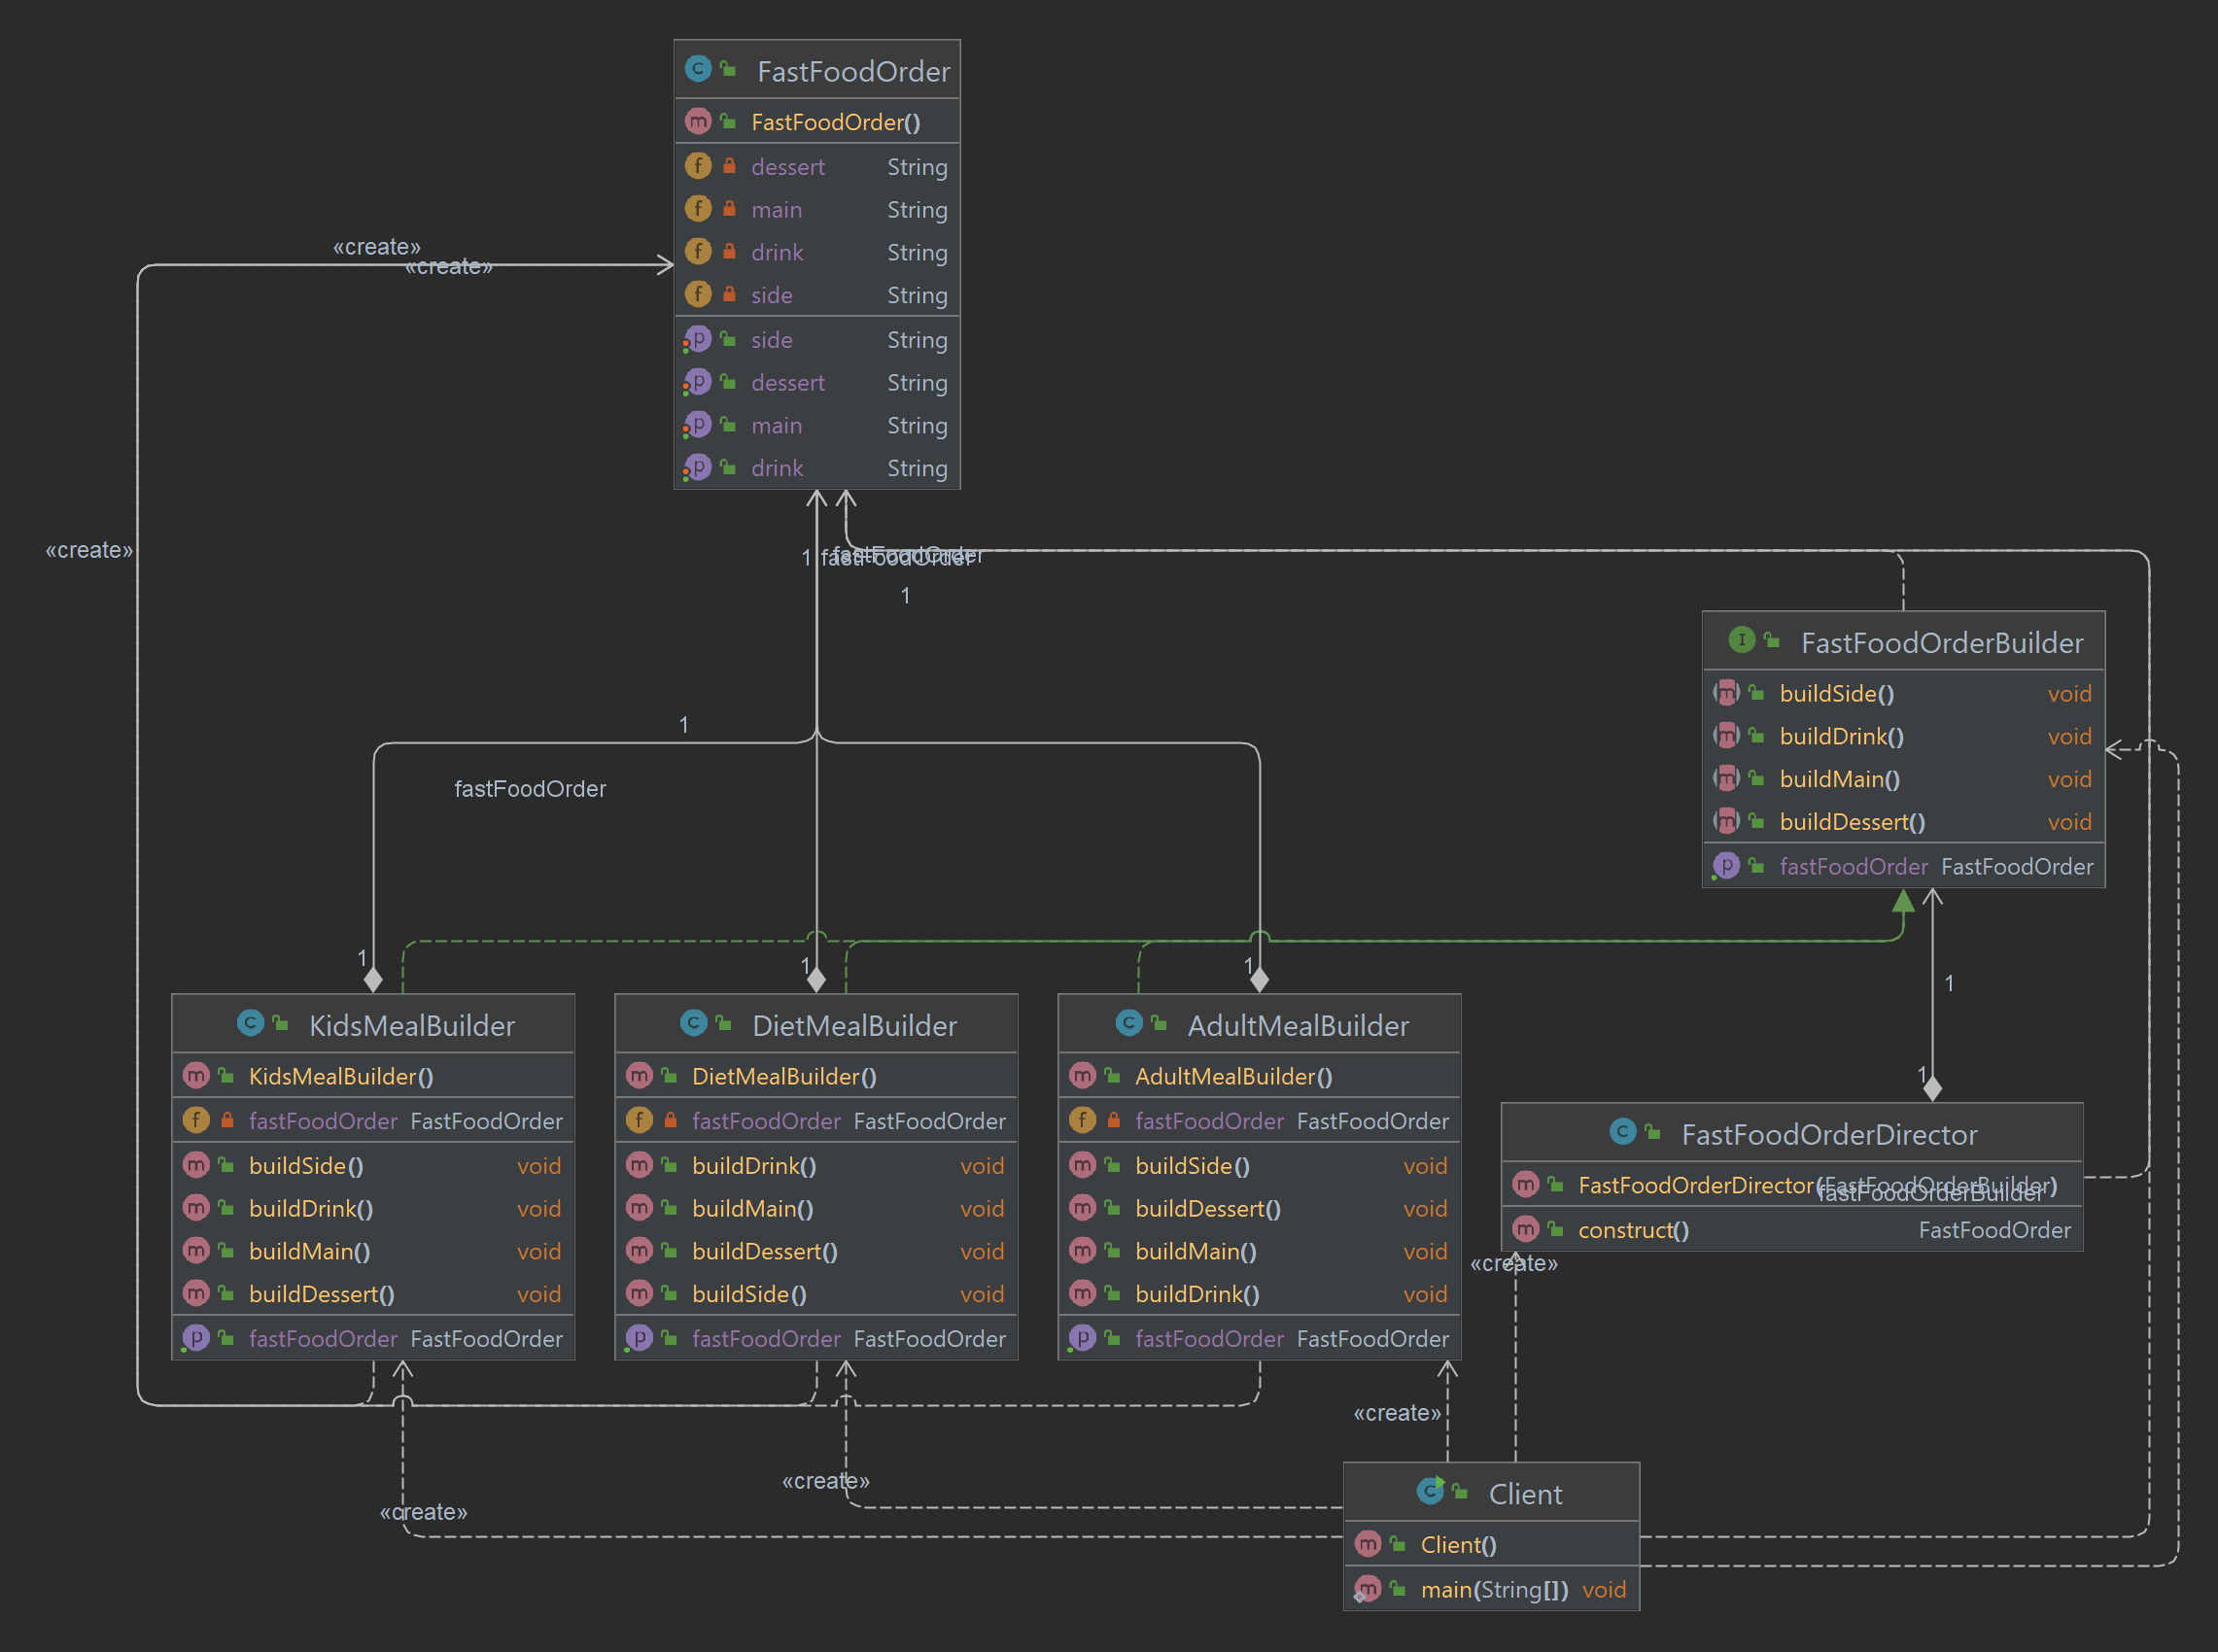 FastFoodOrder
FastFoodOrder()
dessert String
main String
drink String
side String
side String
dessert String
main String
drink String
«create»
«create»
«create»
1 fastFoodOrder
fastFoodOrder
1
1
fastFoodOrder
FastFoodOrderBuilder
buildSide() void
buildDrink() void
buildMain() void
buildDessert() void
fastFoodOrder FastFoodOrder
1
1
1
1
1
KidsMealBuilder
KidsMealBuilder()
fastFoodOrder FastFoodOrder
buildSide() void
buildDrink() void
buildMain() void
buildDessert() void
fastFoodOrder FastFoodOrder
DietMealBuilder
DietMealBuilder()
fastFoodOrder FastFoodOrder
buildDrink() void
buildMain() void
buildDessert() void
buildSide() void
fastFoodOrder FastFoodOrder
AdultMealBuilder
AdultMealBuilder()
fastFoodOrder FastFoodOrder
buildSide() void
buildDessert() void
buildMain() void
buildDrink() void
fastFoodOrder FastFoodOrder
FastFoodOrderDirector
FastFoodOrderDirector(FastFoodOrderBuilder)
fastFoodOrderBuilder
construct() FastFoodOrder
«create»
«create»
«create»
«create»
Client
Client()
main(String[]) void